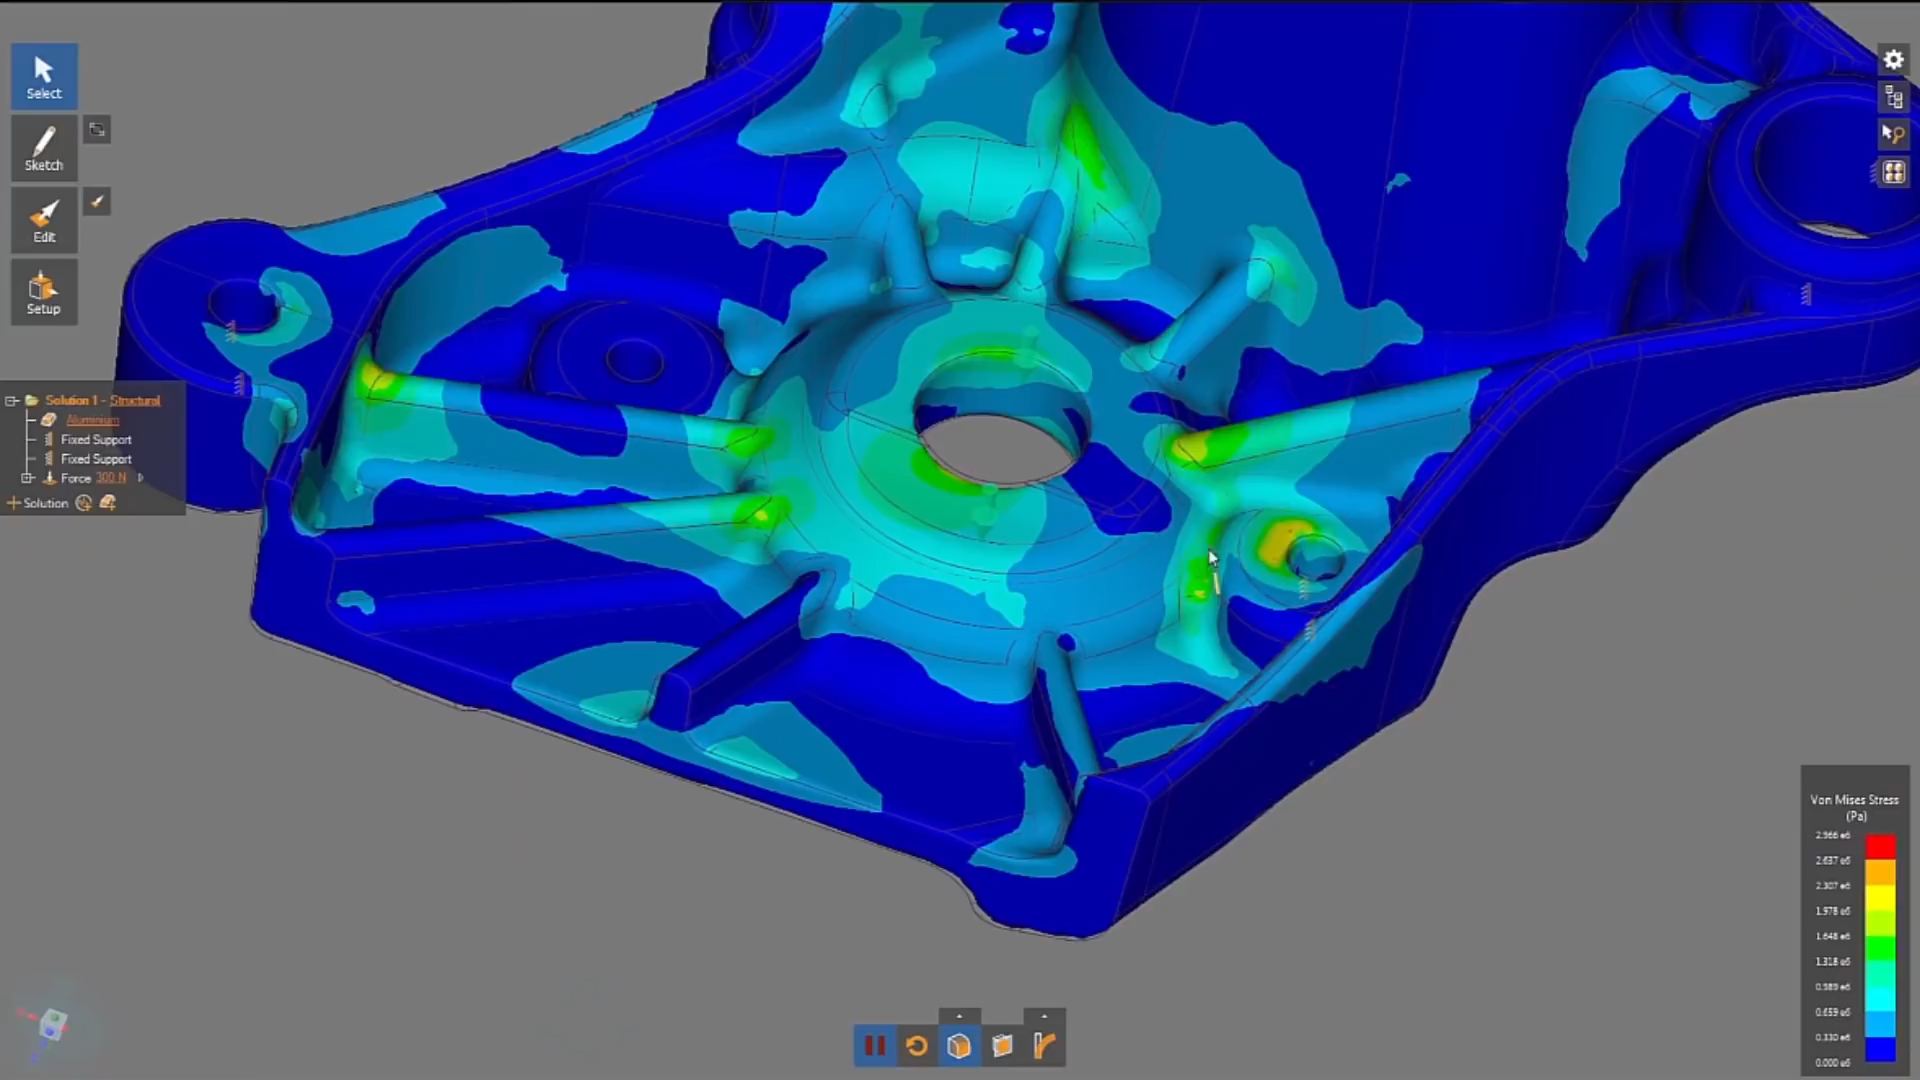 Select
Sketch
Edit
Setup
Solution 1 - Structural
Aluminium
Fixed Support
Fixed Support
Force 300 N
Solution
Von Mises Stress
(Pa)
2.966 e6
2.637 e6
2.307 e6
1.978 e6
1.648 e6
1.318 e6
0.989 e6
0.659 e6
0.330 e6
0.000 e6